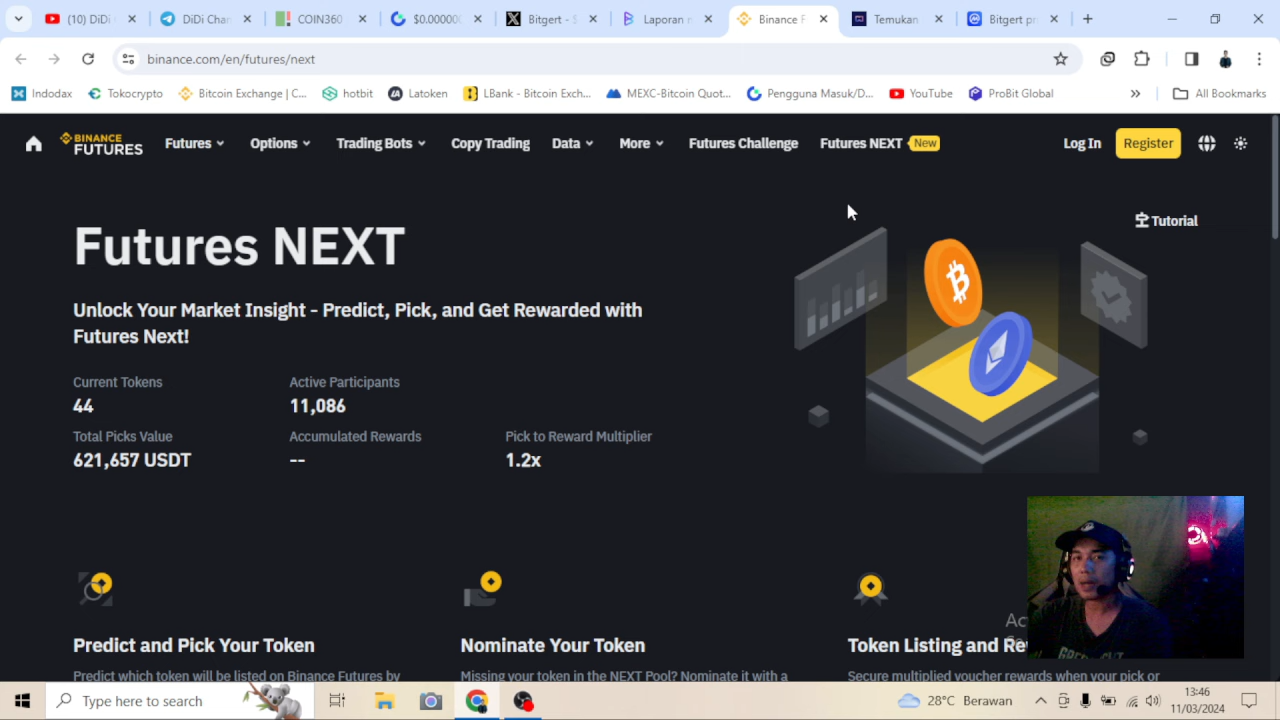 (10) DiDi
DiDi Chan
COIN360
$0.00000
Bitgert - S
Laporan r
Binance F
Temukan
Bitgert pr
binance.com/en/futures/next
Indodax
Tokocrypto
Bitcoin Exchange | C...
hotbit
Latoken
LBank - Bitcoin Exch...
MEXC-Bitcoin Quot...
Pengguna Masuk/D...
YouTube
ProBit Global
All Bookmarks
BINANCE
FUTURES
Futures
Options
Trading Bots
Copy Trading
Data
More
Futures Challenge
Futures NEXT
New
Log In
Register
Tutorial
Futures NEXT
Unlock Your Market Insight - Predict, Pick, and Get Rewarded with
Futures Next!
Current Tokens
Active Participants
44
11,086
Total Picks Value
Accumulated Rewards
Pick to Reward Multiplier
621,657 USDT
--
1.2x
Predict and Pick Your Token
Nominate Your Token
Token Listing and Re
Predict which token will be listed on Binance Futures by
Missing your token in the NEXT Pool? Nominate it with a
Secure multiplied voucher rewards when your pick or
Type here to search
28°C Berawan
13:46
11/03/2024